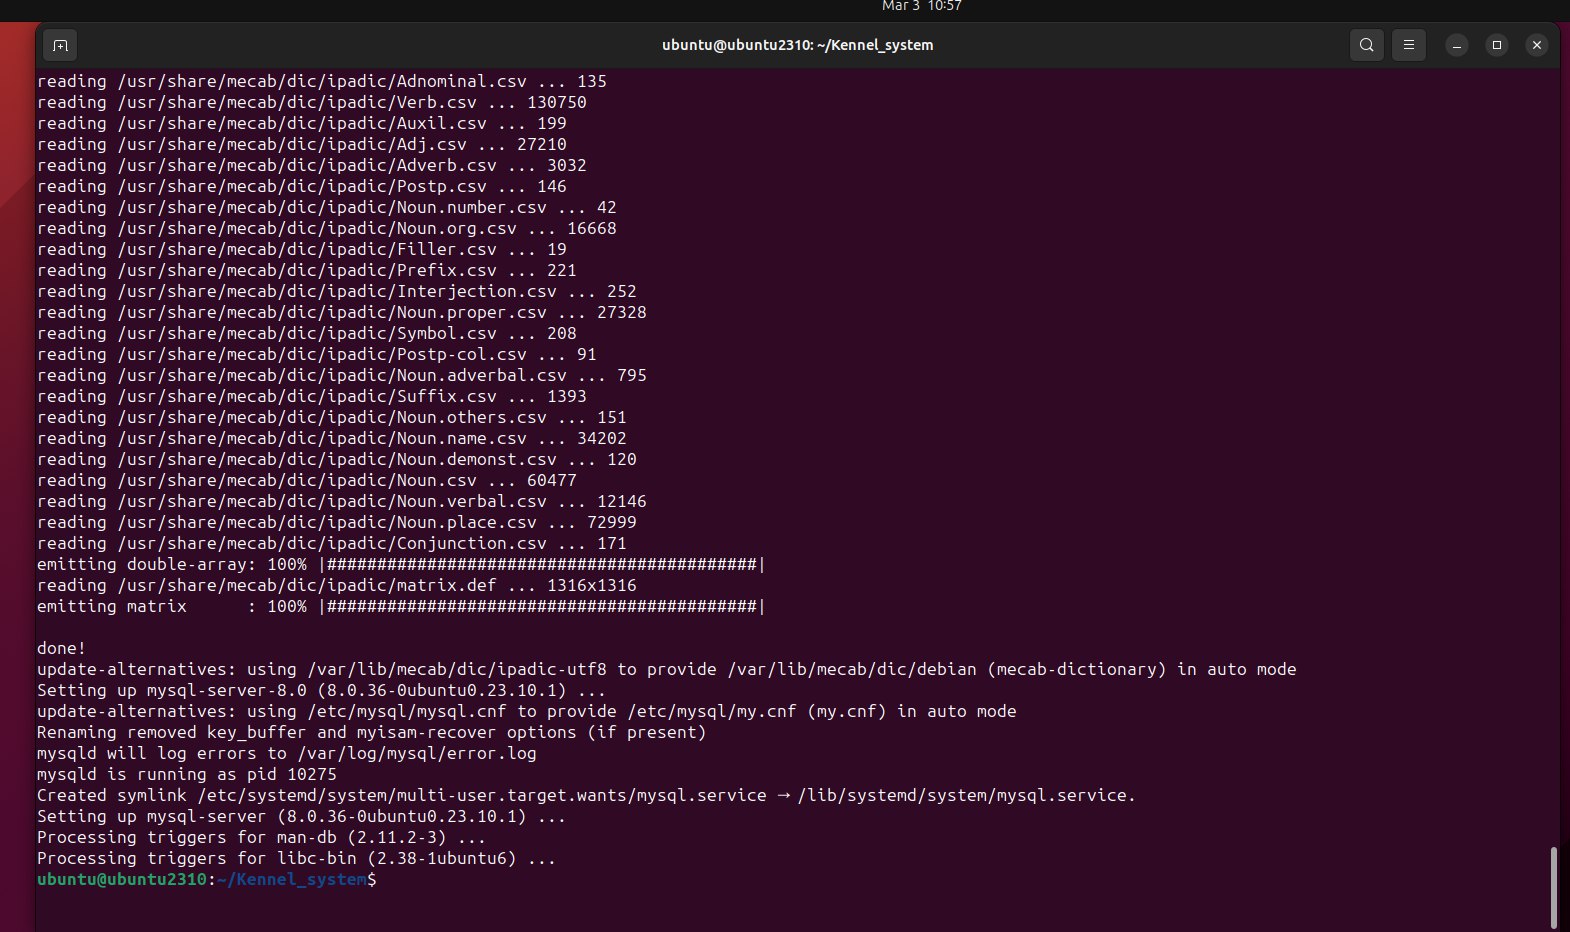 Mar 3 10:57
ubuntu@ubuntu2310: ~/Kennel_system
reading /usr/share/mecab/dic/ipadic/Adnominal.csv ... 135
reading /usr/share/mecab/dic/ipadic/Verb.csv ... 130750
reading /usr/share/mecab/dic/ipadic/Auxil.csv ... 199
reading /usr/share/mecab/dic/ipadic/Adj.csv ... 27210
reading /usr/share/mecab/dic/ipadic/Adverb.csv ... 3032
reading /usr/share/mecab/dic/ipadic/Postp.csv ... 146
reading /usr/share/mecab/dic/ipadic/Noun.number.csv ... 42
reading /usr/share/mecab/dic/ipadic/Noun.org.csv ... 16668
reading /usr/share/mecab/dic/ipadic/Filler.csv ... 19
reading /usr/share/mecab/dic/ipadic/Prefix.csv ... 221
reading /usr/share/mecab/dic/ipadic/Interjection.csv ... 252
reading /usr/share/mecab/dic/ipadic/Noun.proper.csv ... 27328
reading /usr/share/mecab/dic/ipadic/Symbol.csv ... 208
reading /usr/share/mecab/dic/ipadic/Postp-col.csv ... 91
reading /usr/share/mecab/dic/ipadic/Noun.adverbal.csv ... 795
reading /usr/share/mecab/dic/ipadic/Suffix.csv ... 1393
reading /usr/share/mecab/dic/ipadic/Noun.others.csv ... 151
reading /usr/share/mecab/dic/ipadic/Noun.name.csv ... 34202
reading /usr/share/mecab/dic/ipadic/Noun.demonst.csv ... 120
reading /usr/share/mecab/dic/ipadic/Noun.csv ... 60477
reading /usr/share/mecab/dic/ipadic/Noun.verbal.csv ... 12146
reading /usr/share/mecab/dic/ipadic/Noun.place.csv ... 72999
reading /usr/share/mecab/dic/ipadic/Conjunction.csv ... 171
emitting double-array: 100% |###########################################|
reading /usr/share/mecab/dic/ipadic/matrix.def ... 1316x1316
emitting matrix      : 100% |###########################################|
done!
update-alternatives: using /var/lib/mecab/dic/ipadic-utf8 to provide /var/lib/mecab/dic/debian (mecab-dictionary) in auto mode
Setting up mysql-server-8.0 (8.0.36-0ubuntu0.23.10.1) ...
update-alternatives: using /etc/mysql/mysql.cnf to provide /etc/mysql/my.cnf (my.cnf) in auto mode
Renaming removed key_buffer and myisam-recover options (if present)
mysqld will log errors to /var/log/mysql/error.log
mysqld is running as pid 10275
Created symlink /etc/systemd/system/multi-user.target.wants/mysql.service → /lib/systemd/system/mysql.service.
Setting up mysql-server (8.0.36-0ubuntu0.23.10.1) ...
Processing triggers for man-db (2.11.2-3) ...
Processing triggers for libc-bin (2.38-1ubuntu6) ...
ubuntu@ubuntu2310:~/Kennel_system$